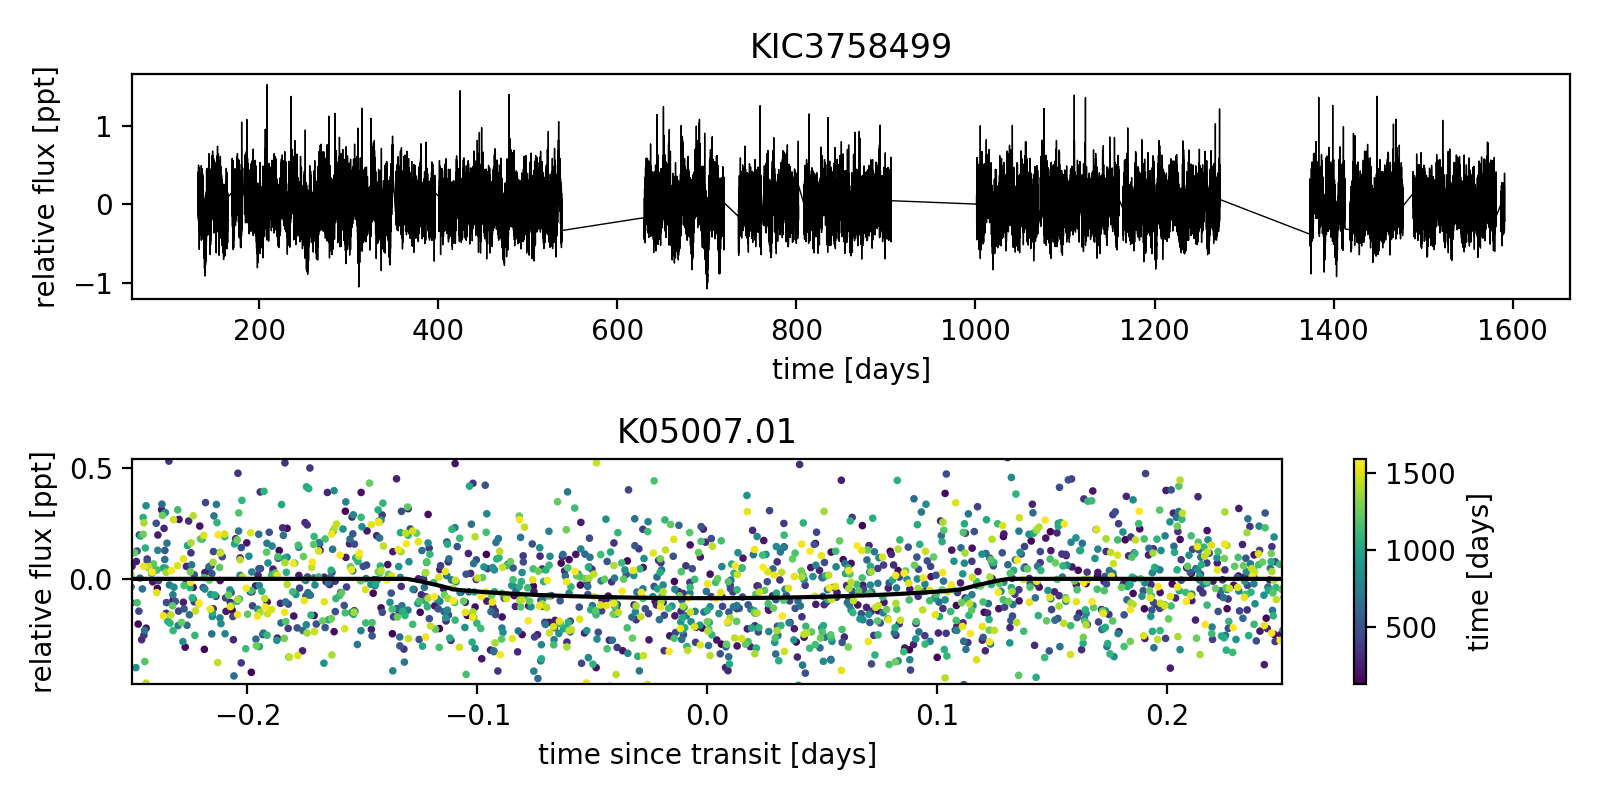 KIC3758499
relative flux [ppt]
1
0
−1
200 400 600 800 1000 1200 1400 1600
time [days]
K05007.01
relative flux [ppt]
0.5
0.0
−0.2 −0.1 0.0 0.1 0.2
time since transit [days]
1500
1000
500
time [days]